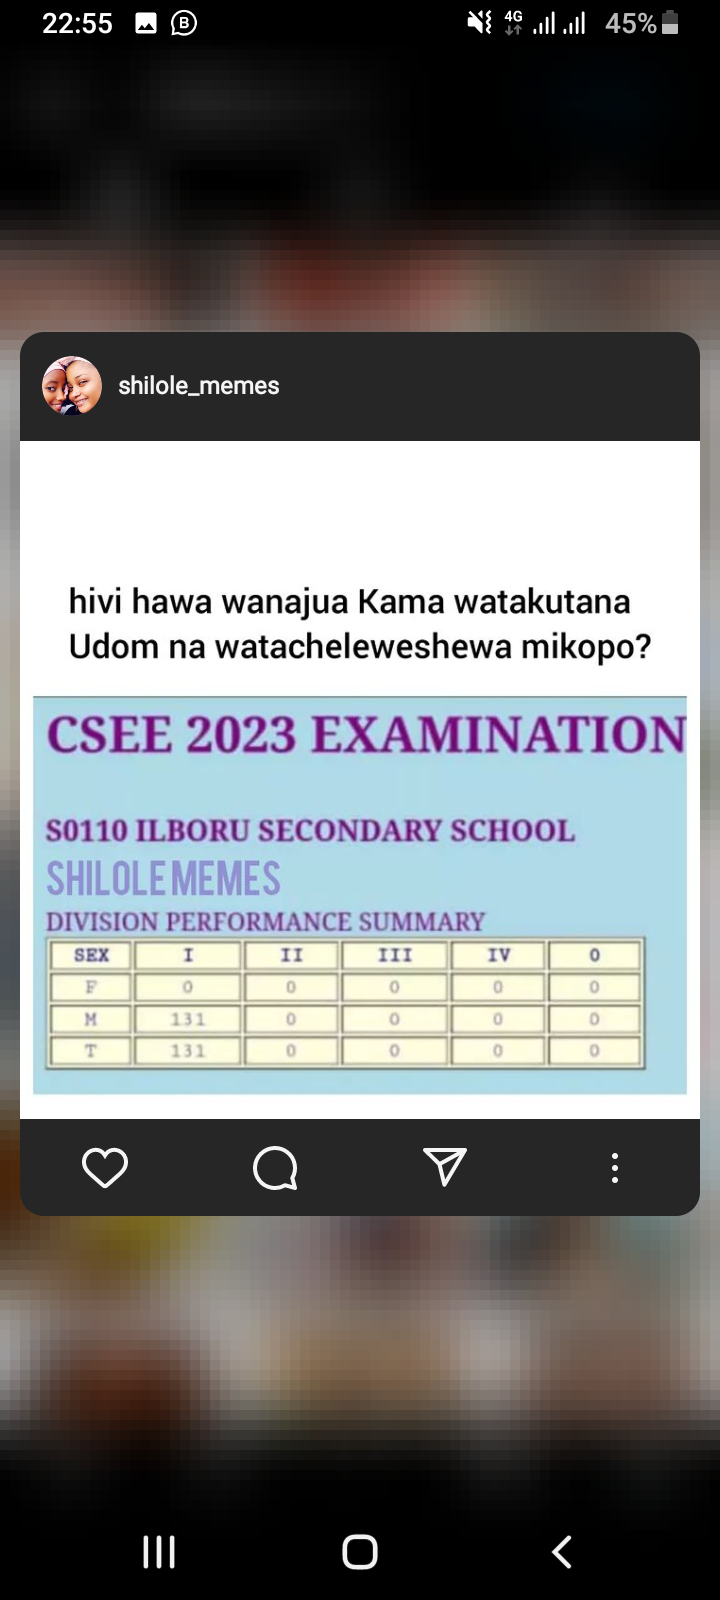 22:55 B 4G 45%
shilole_memes
hivi hawa wanajua Kama watakutana
Udom na watacheleweshewa mikopo?
CSEE 2023 EXAMINATION
S0110 ILBORU SECONDARY SCHOOL
SHILOLE MEMES
DIVISION PERFORMANCE SUMMARY
SEX I II III IV 0
F 0 0 0 0 0
M 131 0 0 0 0
T 131 0 0 0 0